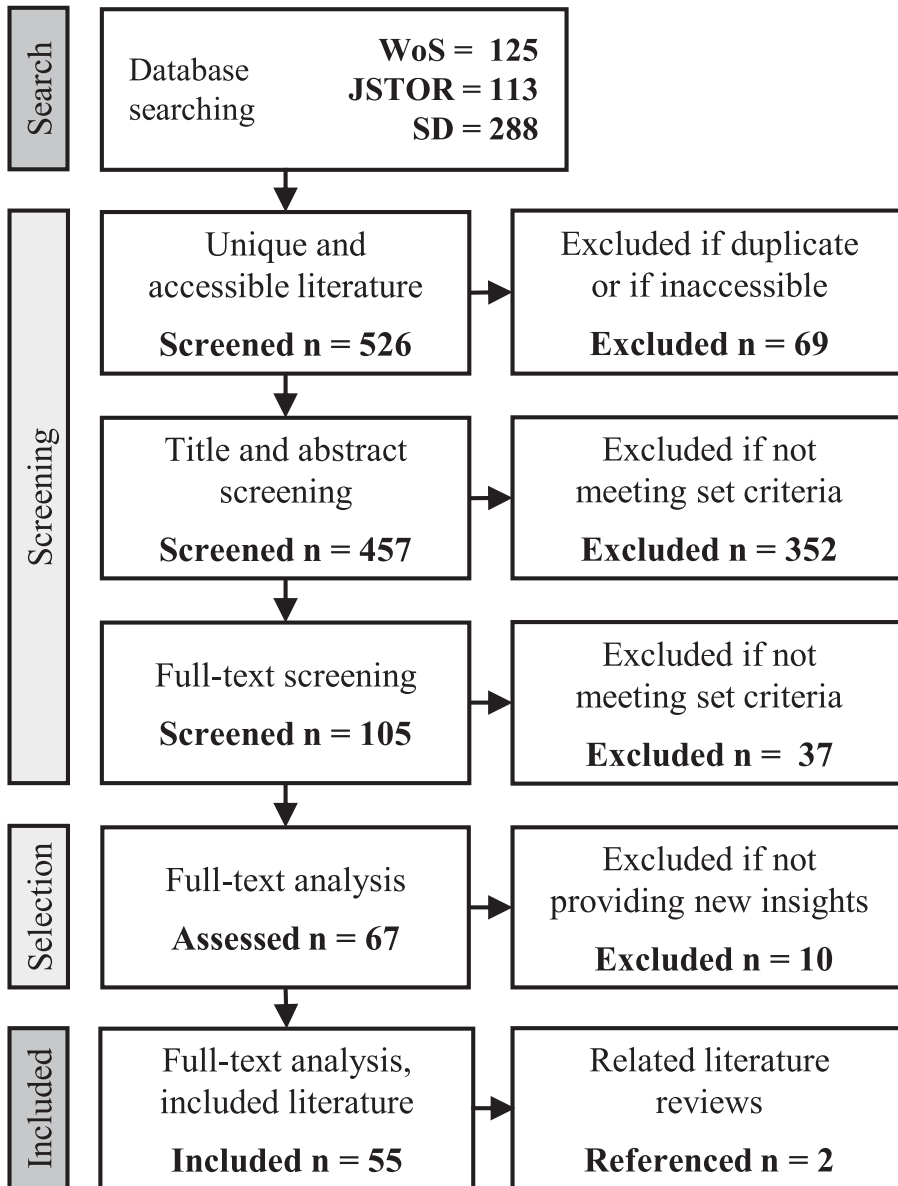 Search
Database
searching
WoS = 125
JSTOR = 113
SD = 288
Screening
Unique and
accessible literature
Screened n = 526
Excluded if duplicate
or if inaccessible
Excluded n = 69
Title and abstract
screening
Screened n = 457
Excluded if not
meeting set criteria
Excluded n = 352
Full-text screening
Screened n = 105
Excluded if not
meeting set criteria
Excluded n = 37
Selection
Full-text analysis
Assessed n = 67
Excluded if not
providing new insights
Excluded n = 10
Included
Full-text analysis,
included literature
Included n = 55
Related literature
reviews
Referenced n = 2